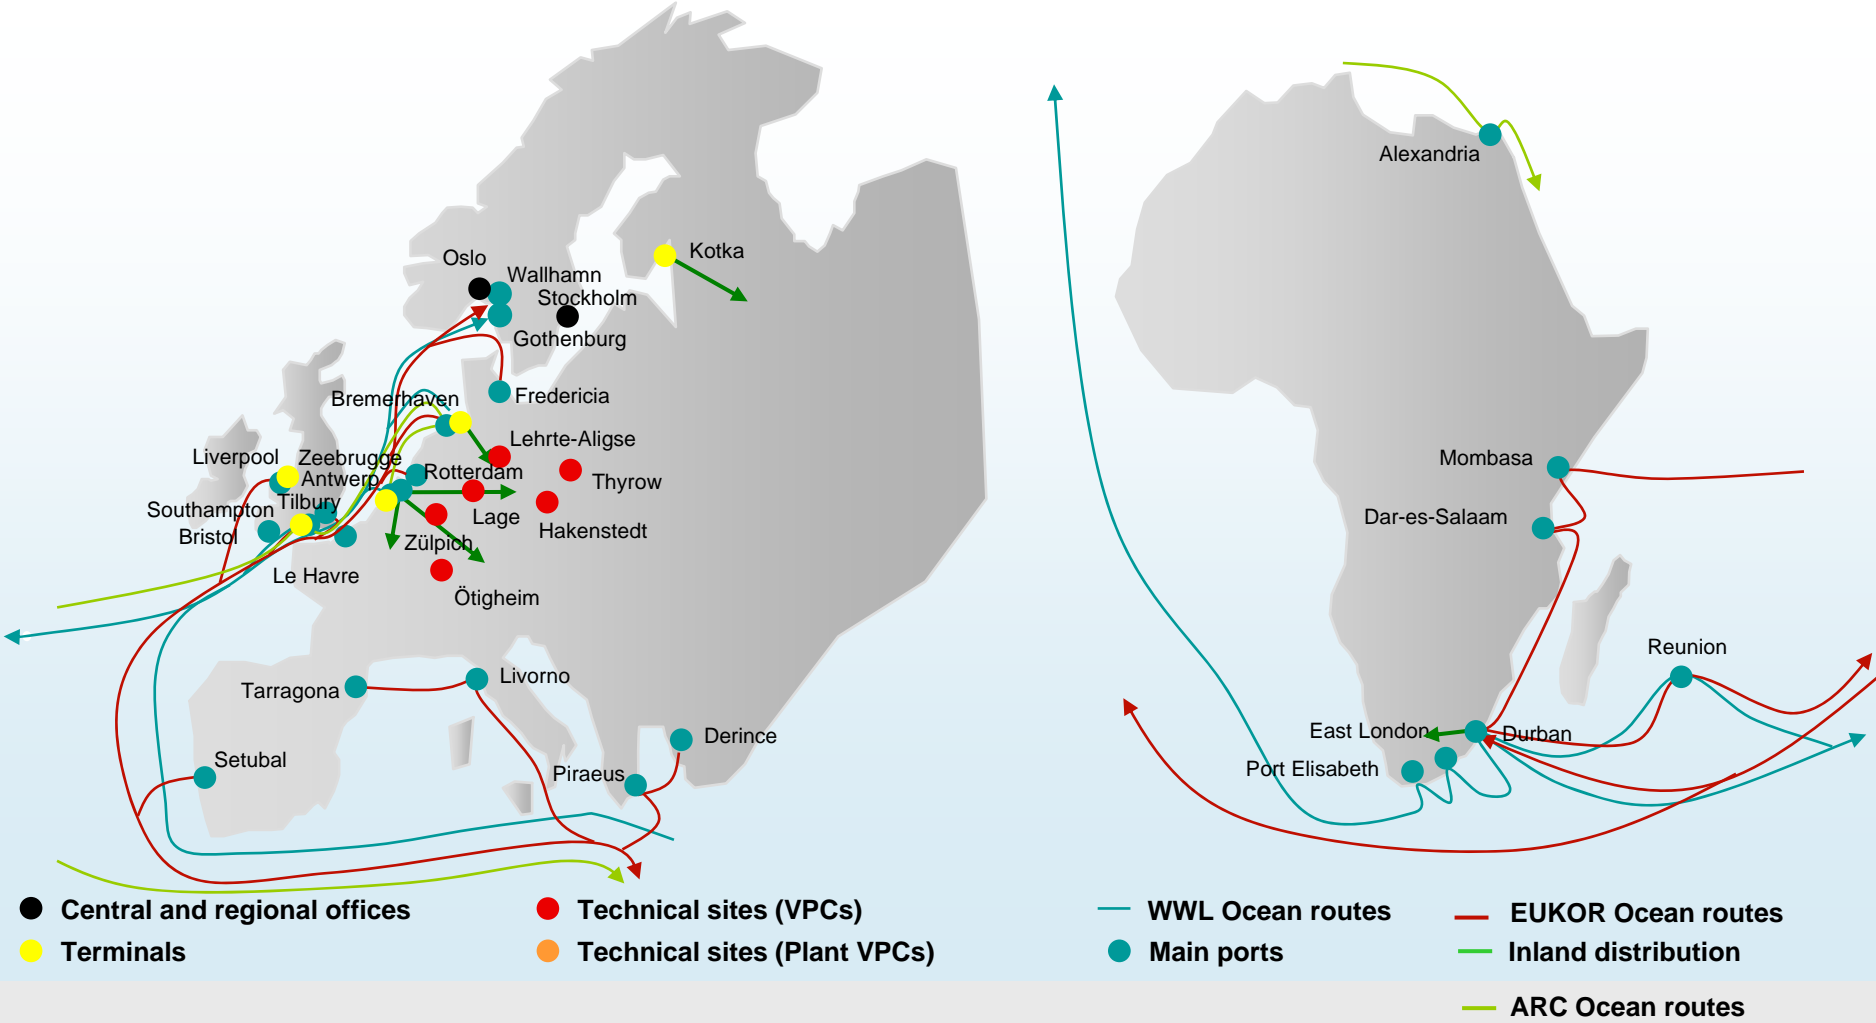 Alexandria
Oslo
Kotka
Wallhamn
Stockholm
Gothenburg
Bremerhaven
Fredericia
Lehrte-Aligse
Liverpool
Zeebrugge
Antwerp
Rotterdam
Thyrow
Tilbury
Southampton
Bristol
Lage
Hakenstedt
Zülpich
Le Havre
Ötigheim
Mombasa
Dar-es-Salaam
Reunion
Tarragona
Livorno
Derince
Setubal
Piraeus
East London
Durban
Port Elisabeth
Central and regional offices
Technical sites (VPCs)
WWL Ocean routes
EUKOR Ocean routes
Terminals
Technical sites (Plant VPCs)
Main ports
Inland distribution
ARC Ocean routes